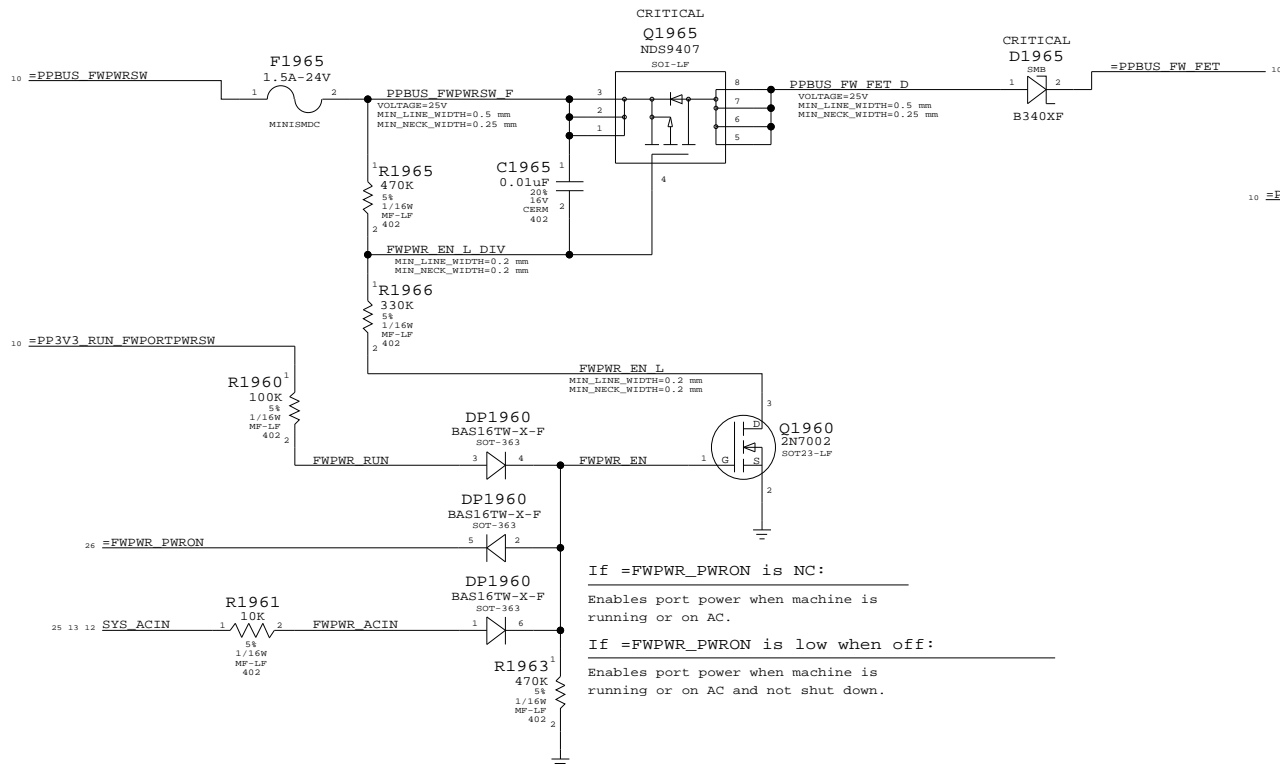 CRITICAL
Q1965
NDS9407
SOI-LF
CRITICAL
D1965
SMB
1 2
B340XF
F1965
1.5A-24V
1 2
MINISMDC
10 =PPBUS_FWPWRSW
PPBUS_FWPWRSW_F
VOLTAGE=25V
MIN_LINE_WIDTH=0.5 mm
MIN_NECK_WIDTH=0.25 mm
3
2
1
8
7
6
5
4
PPBUS_FW_FET_D
VOLTAGE=25V
MIN_LINE_WIDTH=0.5 mm
MIN_NECK_WIDTH=0.25 mm
=PPBUS_FW_FET
10
10 =P
1
R1965
470K
5%
1/16W
MF-LF
402
2
C1965
0.01uF
20%
16V
CERM
402
1
2
FWPWR_EN_L_DIV
MIN_LINE_WIDTH=0.2 mm
MIN_NECK_WIDTH=0.2 mm
1
R1966
330K
5%
1/16W
MF-LF
402
2
10 =PP3V3_RUN_FWPORTPWRSW
R1960
1
100K
5%
1/16W
MF-LF
402
2
FWPWR_EN_L
MIN_LINE_WIDTH=0.2 mm
MIN_NECK_WIDTH=0.2 mm
3
D
Q1960
2N7002
SOT23-LF
1 G S
2
DP1960
BAS16TW-X-F
SOT-363
FWPWR_RUN 3 4 FWPWR_EN
DP1960
BAS16TW-X-F
SOT-363
26 =FWPWR_PWRON 5 2
DP1960
BAS16TW-X-F
SOT-363
R1961
10K
25 13 12 SYS_ACIN 1 2 FWPWR_ACIN 1 6
5%
1/16W
MF-LF
402
R1963
1
470K
5%
1/16W
MF-LF
402
2
If =FWPWR_PWRON is NC:
Enables port power when machine is
running or on AC.
If =FWPWR_PWRON is low when off:
Enables port power when machine is
running or on AC and not shut down.